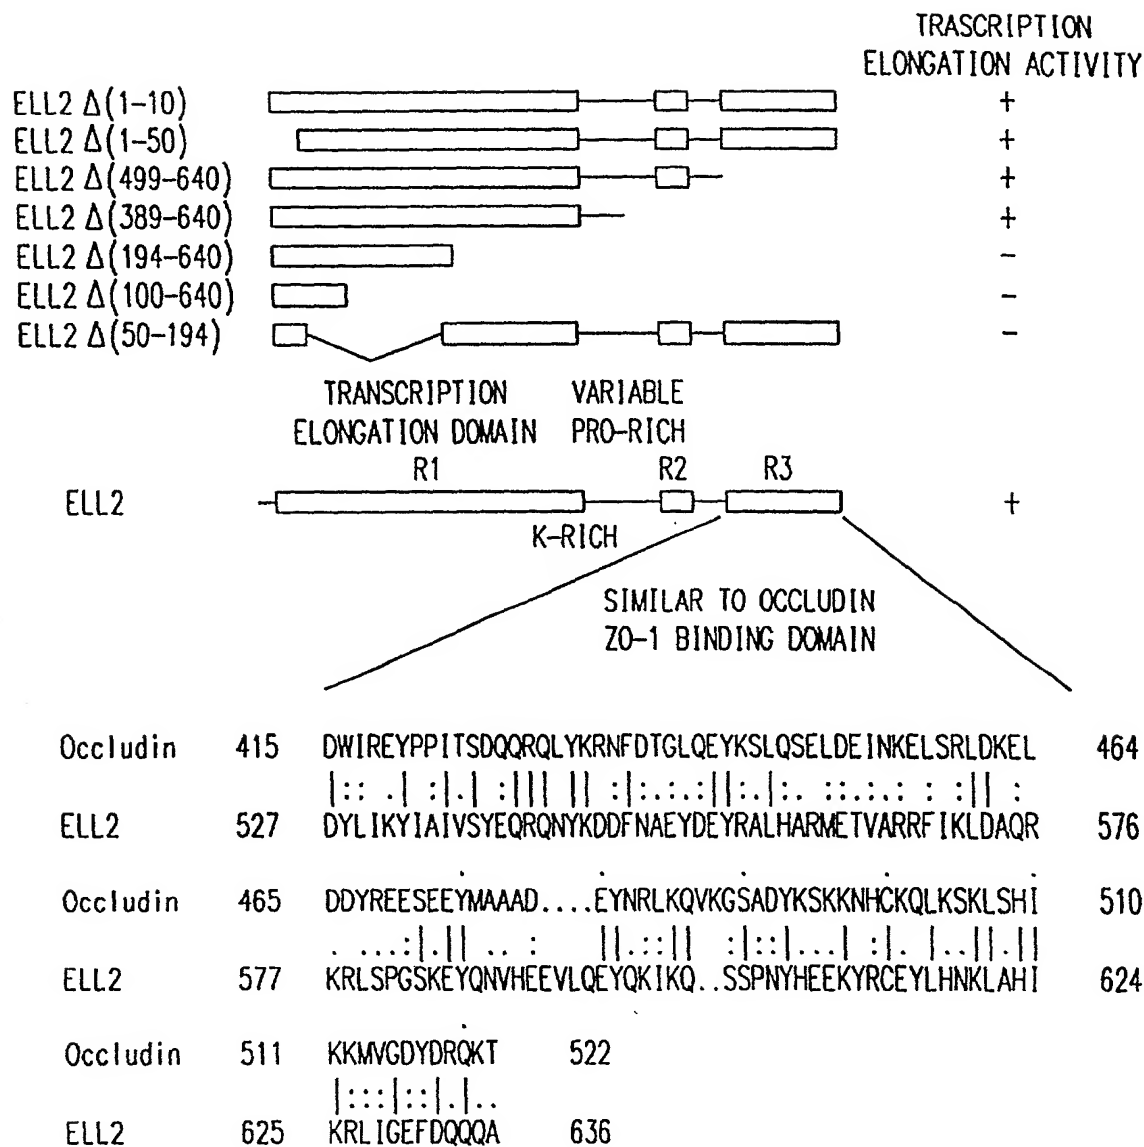 TRASCRIPTION
ELONGATION ACTIVITY
ELL2 Δ(1-10) +
ELL2 Δ(1-50) +
ELL2 Δ(499-640) +
ELL2 Δ(389-640) +
ELL2 Δ(194-640) -
ELL2 Δ(100-640) -
ELL2 Δ(50-194) -
TRANSCRIPTION VARIABLE
ELONGATION DOMAIN PRO-RICH
R1 R2 R3
ELL2 +
K-RICH
SIMILAR TO OCCLUDIN
ZO-1 BINDING DOMAIN
Occludin 415 DWIREYPPITSDQQRQLYKRNFDTGLQEYKSLQSELDEINKELSRLDKEL 464
ELL2 527 DYLIKYIAIVSYEQRQNYKDDFNAEYDEYRALHARMETVARRFIKLDAQR 576
Occludin 465 DDYREESEEYMAAAD....EYNRLKQVKGSADYKSKKNHCKQLKSKLSHI 510
ELL2 577 KRLSPGSKEYQNVHEEVLQEYQKIKQ..SSPNYHEEKYRCEYLHNKLAHI 624
Occludin 511 KKMVGDYDRQKT 522
ELL2 625 KRLIGEFDQQQA 636